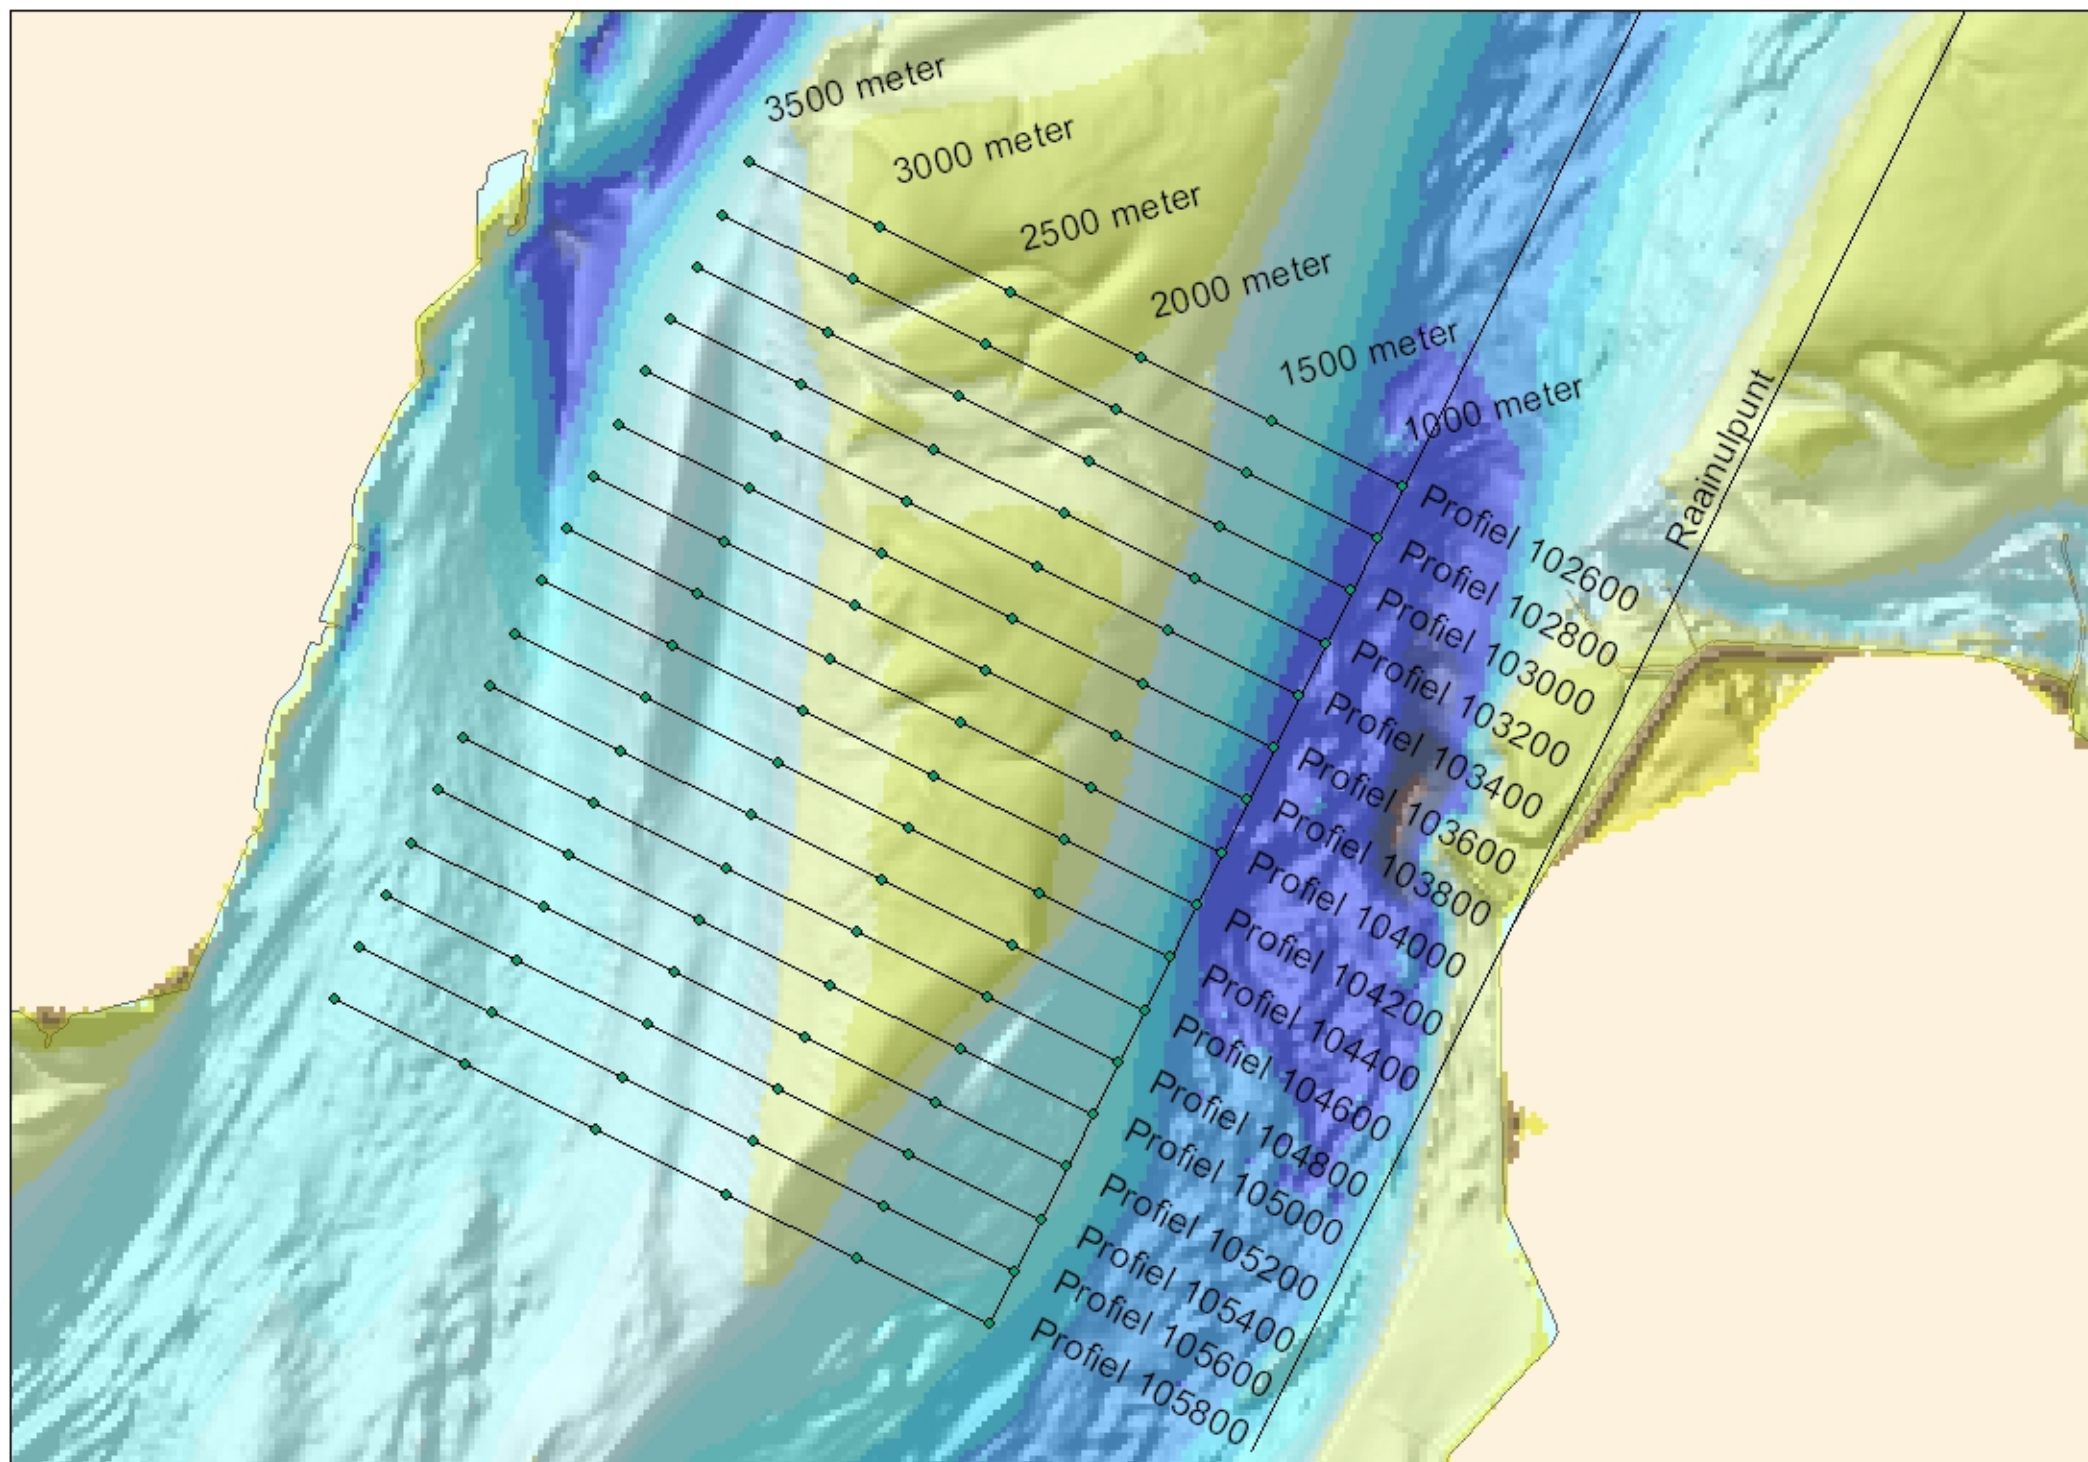 3500 meter
3000 meter
2500 meter
2000 meter
1500 meter
1000 meter
Raainulpunt
Profiel 102600
Profiel 102800
Profiel 103000
Profiel 103200
Profiel 103400
Profiel 103600
Profiel 103800
Profiel 104000
Profiel 104200
Profiel 104400
Profiel 104600
Profiel 104800
Profiel 105000
Profiel 105200
Profiel 105400
Profiel 105600
Profiel 105800